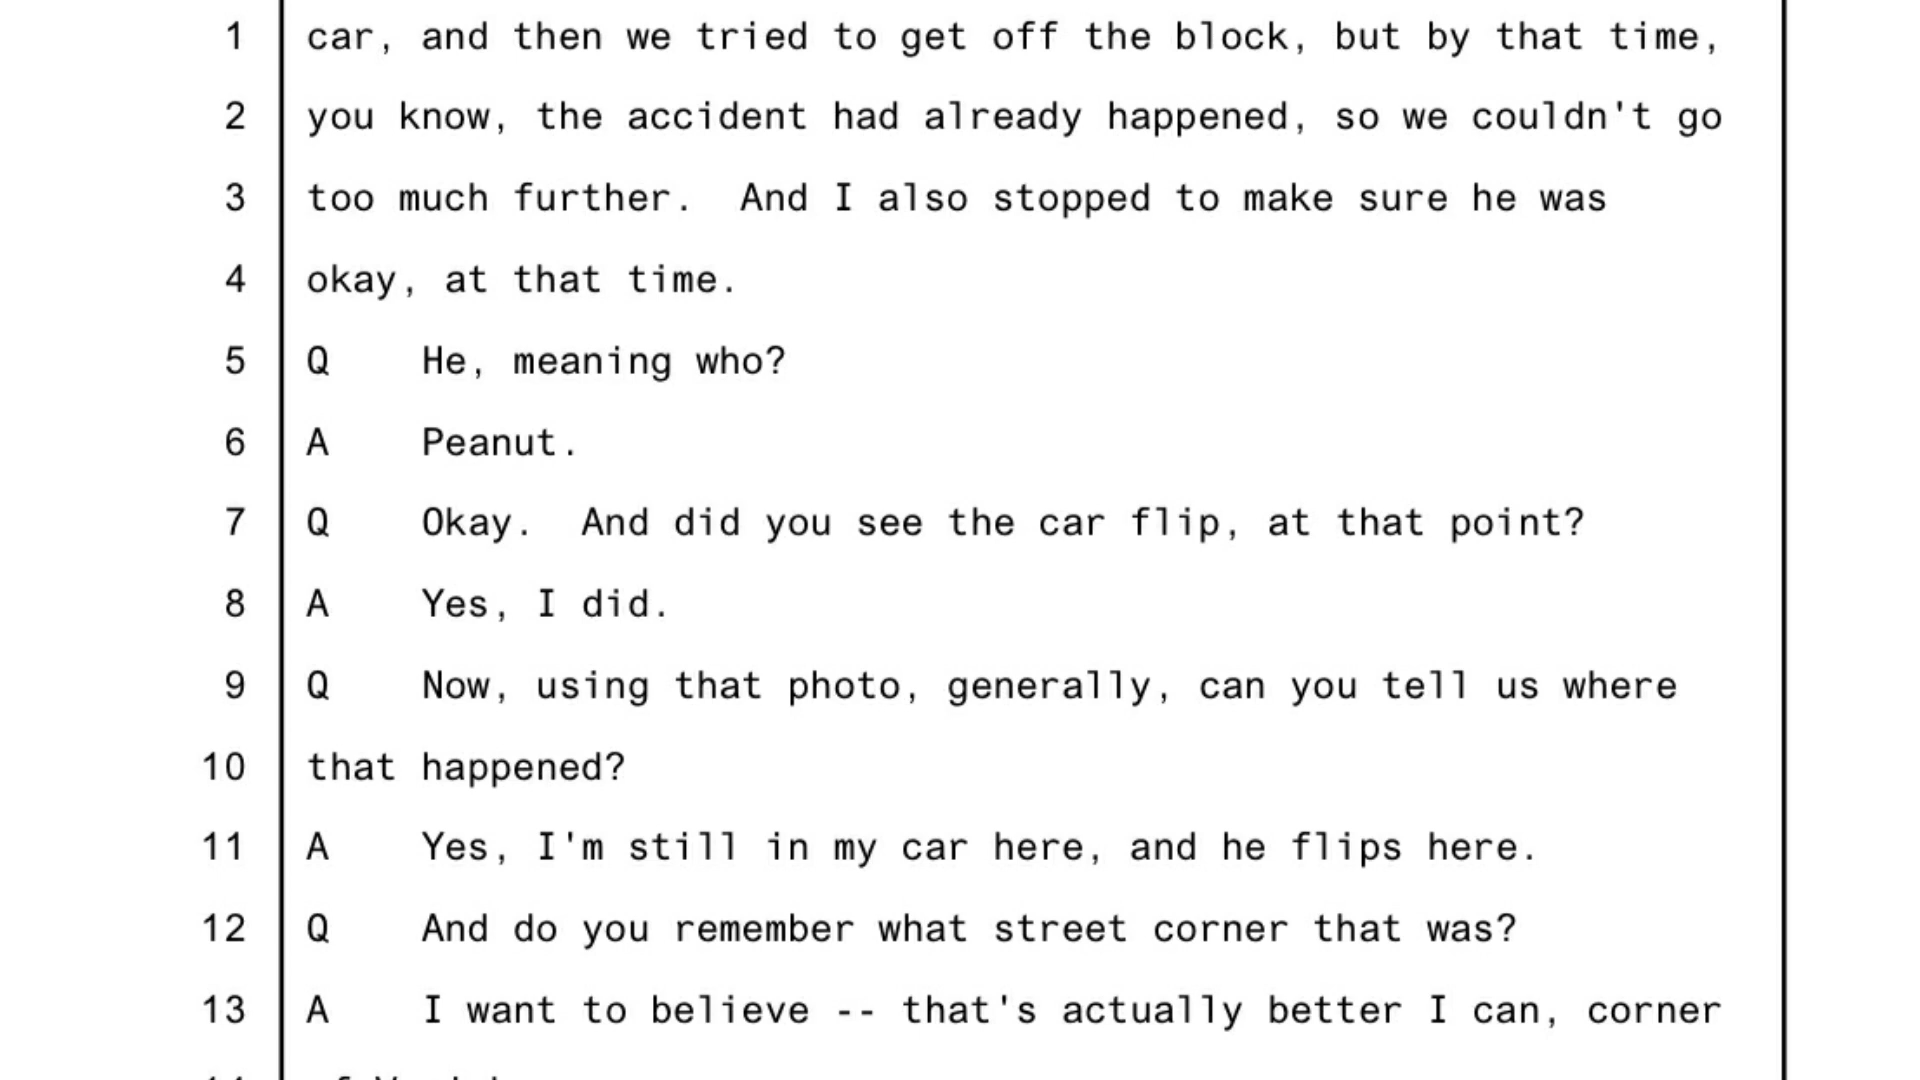 1 car, and then we tried to get off the block, but by that time,
2 you know, the accident had already happened, so we couldn't go
3 too much further.  And I also stopped to make sure he was
4 okay, at that time.
5 Q    He, meaning who?
6 A    Peanut.
7 Q    Okay.  And did you see the car flip, at that point?
8 A    Yes, I did.
9 Q    Now, using that photo, generally, can you tell us where
10 that happened?
11 A    Yes, I'm still in my car here, and he flips here.
12 Q    And do you remember what street corner that was?
13 A    I want to believe -- that's actually better I can, corner